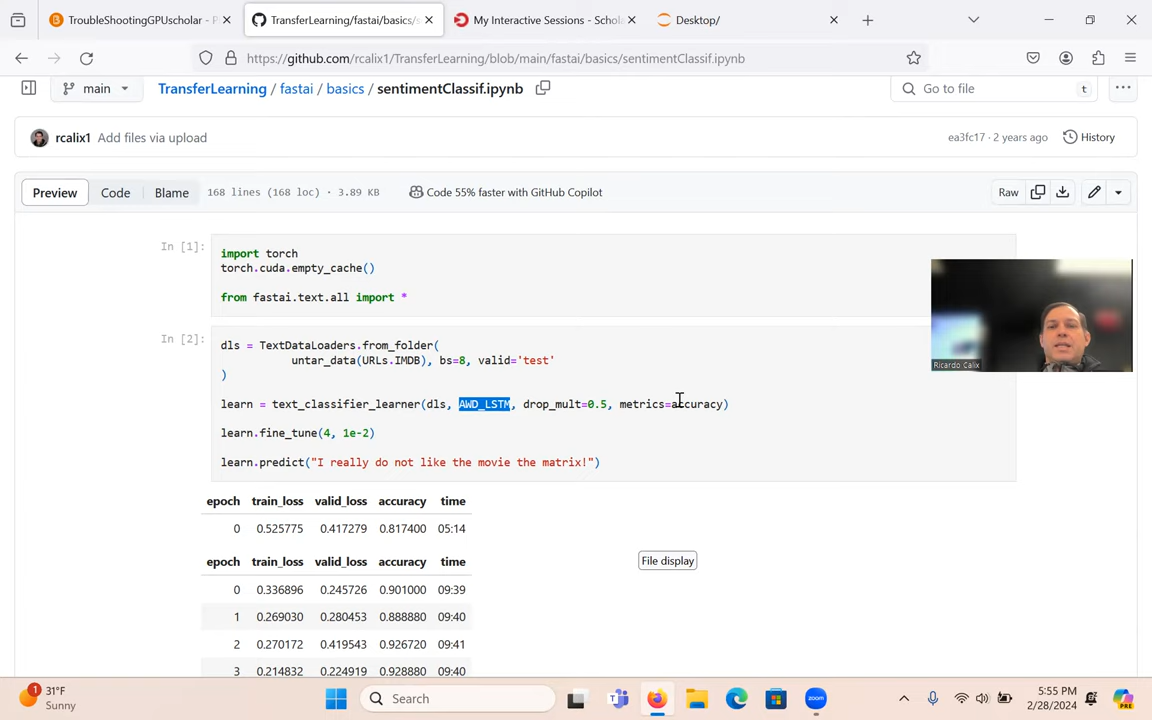 TroubleShootingGPUscholar - P
TransferLearning/fastai/basics/s
My Interactive Sessions - Schola
Desktop/
https://github.com/rcalix1/TransferLearning/blob/main/fastai/basics/sentimentClassif.ipynb
main
TransferLearning / fastai / basics / sentimentClassif.ipynb
Go to file
t
rcalix1 Add files via upload
ea3fc17 · 2 years ago
History
Preview
Code
Blame
168 lines (168 loc) · 3.89 KB
Code 55% faster with GitHub Copilot
Raw
In [1]:
import torch
torch.cuda.empty_cache()
from fastai.text.all import *
In [2]:
dls = TextDataLoaders.from_folder(
untar_data(URLs.IMDB), bs=8, valid='test'
)
learn = text_classifier_learner(dls, AWD_LSTM, drop_mult=0.5, metrics=accuracy)
learn.fine_tune(4, 1e-2)
learn.predict("I really do not like the movie the matrix!")
Ricardo Calix
epoch train_loss valid_loss accuracy time
0 0.525775 0.417279 0.817400 05:14
epoch train_loss valid_loss accuracy time
0 0.336896 0.245726 0.901000 09:39
1 0.269030 0.280453 0.888880 09:40
2 0.270172 0.419543 0.926720 09:41
3 0.214832 0.224919 0.928880 09:40
File display
1
31°F
Sunny
Search
zoom
PRE
5:55 PM
2/28/2024